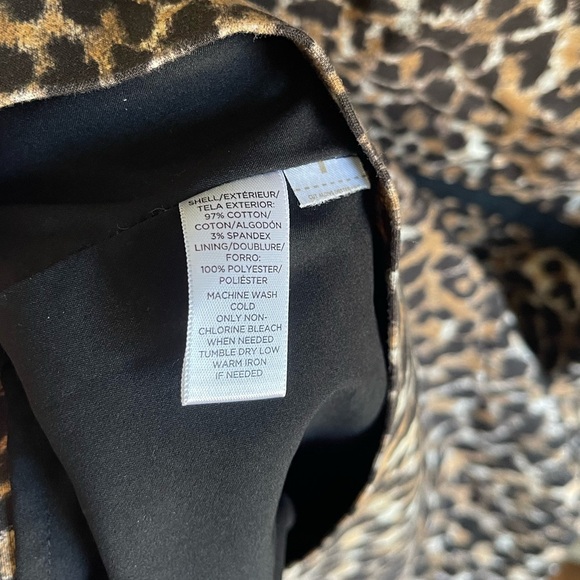 SHELL/EXTÉRIEUR/
TELA EXTERIOR:
97% COTTON/
COTON/ALGODÓN
3% SPANDEX
LINING/DOUBLURE/
FORRO:
100% POLYESTER/
POLIÉSTER
MACHINE WASH
COLD
ONLY NON-
CHLORINE BLEACH
WHEN NEEDED
TUMBLE DRY LOW
WARM IRON
IF NEEDED